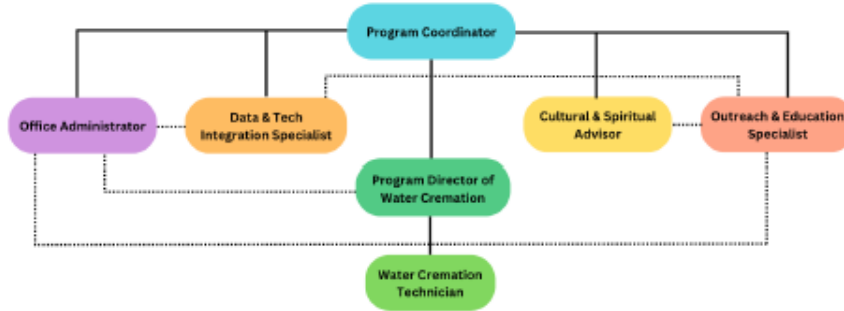 Program Coordinator
Office Administrator
Data & Tech
Integration Specialist
Cultural & Spiritual
Advisor
Outreach & Education
Specialist
Program Director of
Water Cremation
Water Cremation
Technician